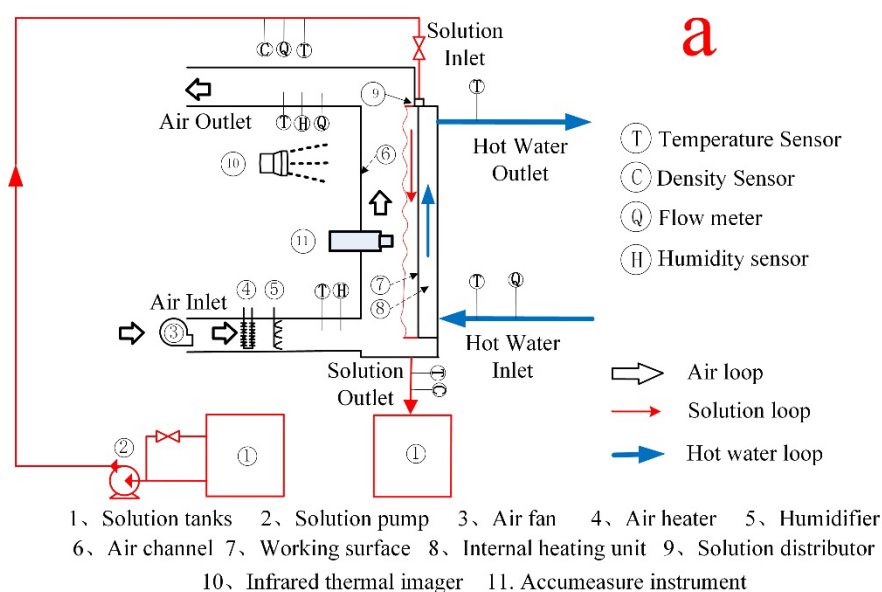 a
Solution
Inlet
C Q T
⑨
T
Air Outlet
T H Q
⑩
⑥
Hot Water
Outlet
T Temperature Sensor
C Density Sensor
Q Flow meter
H Humidity sensor
⑪
⑦
⑧
Air Inlet
④ ⑤
T H
T Q
③
Hot Water
Inlet
Solution
Outlet
T
C
Air loop
Solution loop
Hot water loop
②
①
①
1、Solution tanks 2、Solution pump 3、Air fan 4、Air heater 5、Humidifier
6、Air channel 7、Working surface 8、Internal heating unit 9、Solution distributor
10、Infrared thermal imager 11. Accumeasure instrument